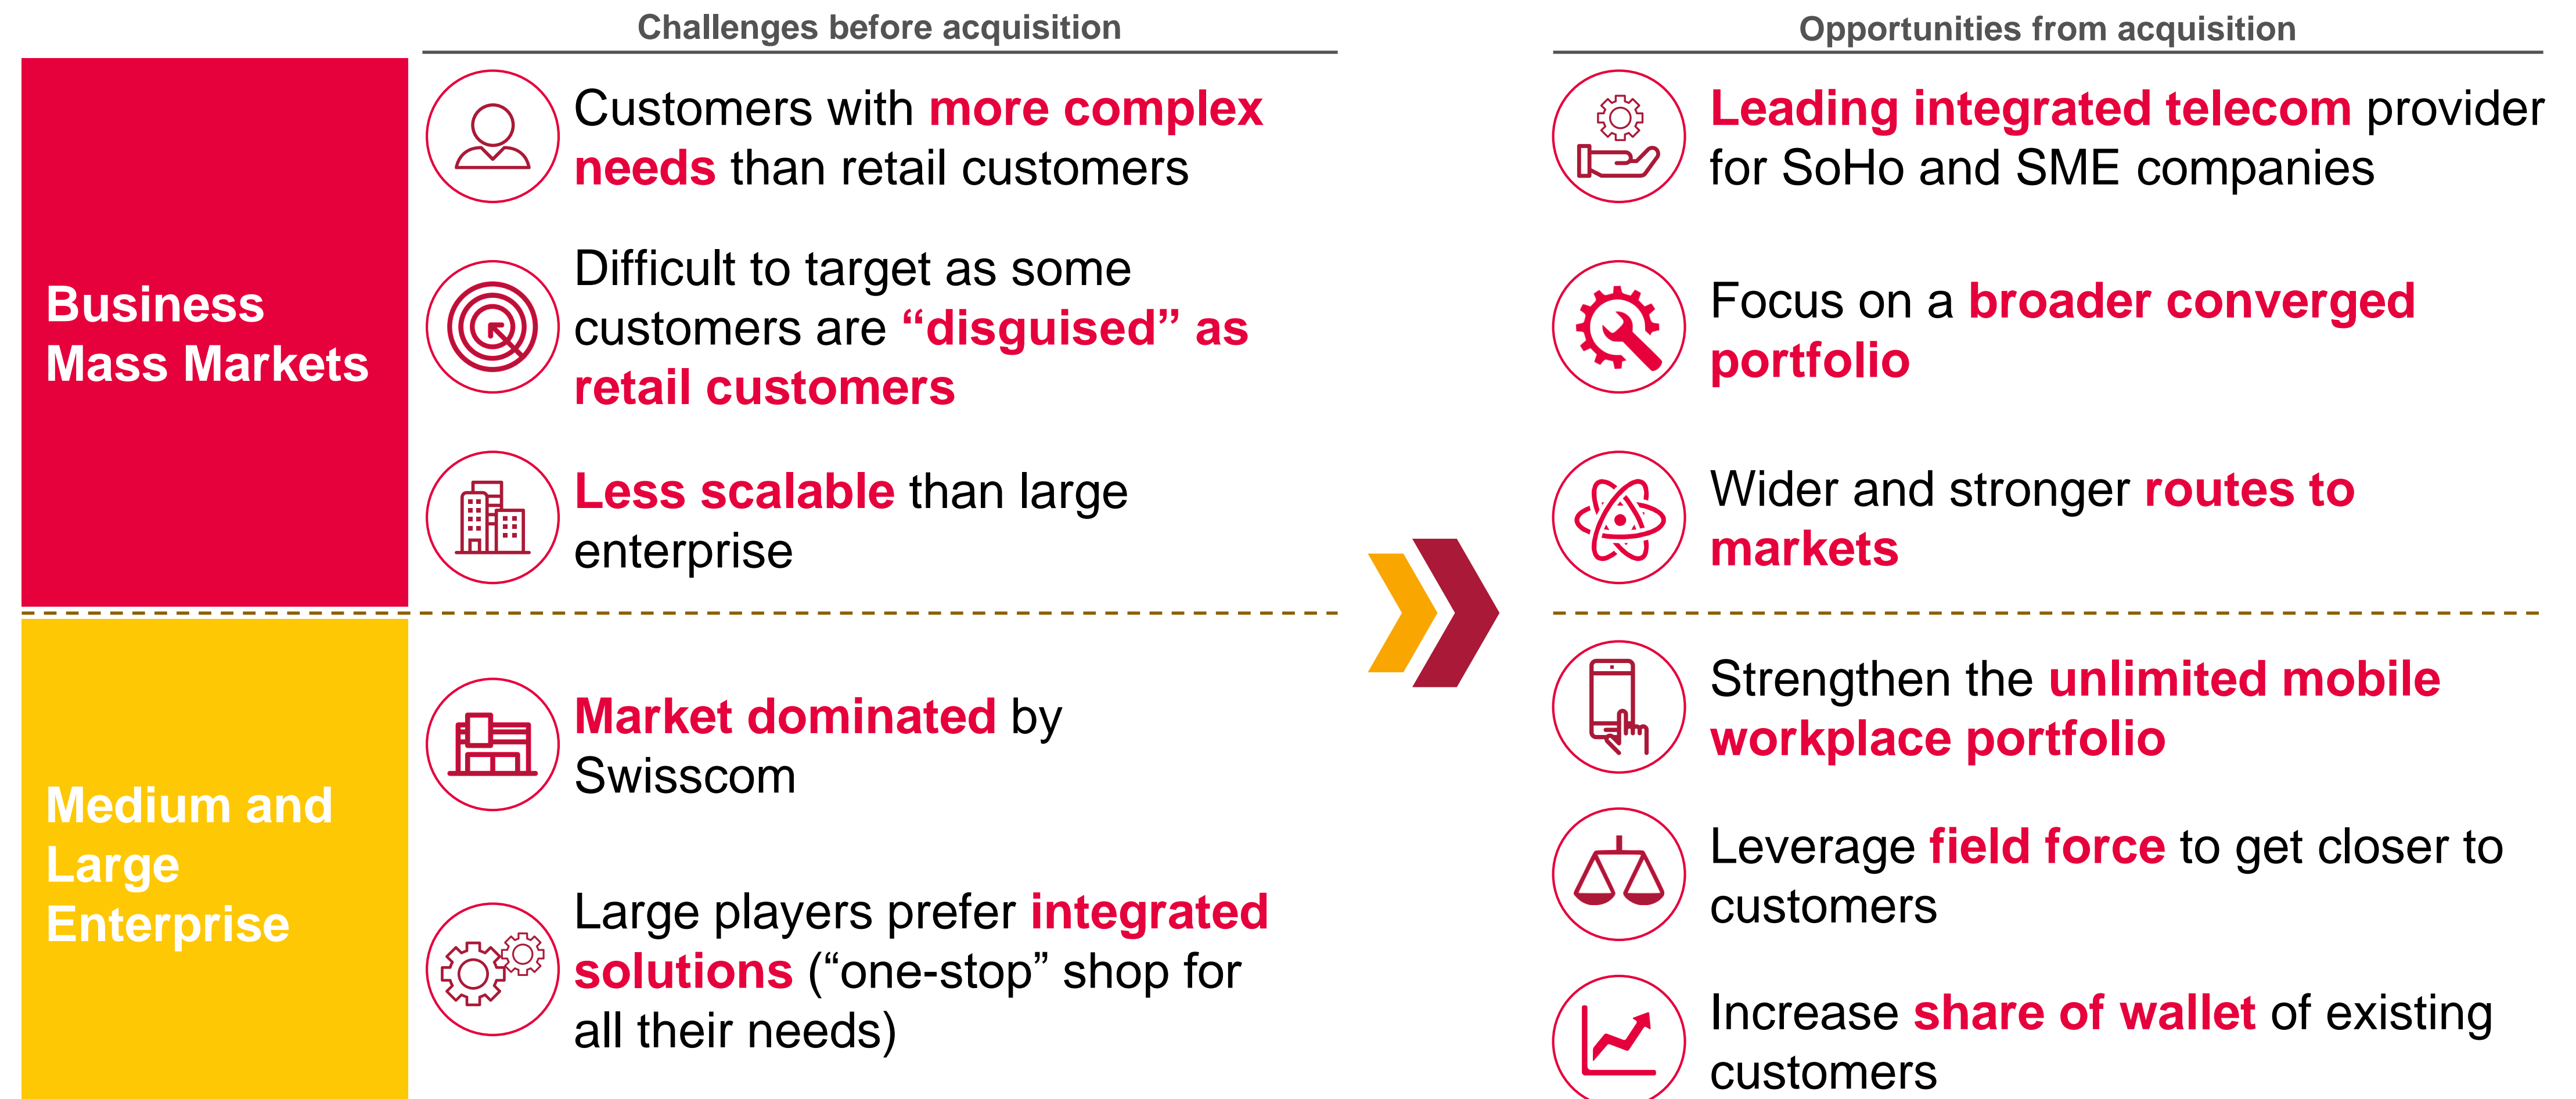 Challenges before acquisition
Opportunities from acquisition
Business
Mass Markets
Customers with more complex
needs than retail customers
Difficult to target as some
customers are “disguised” as
retail customers
Less scalable than large
enterprise
Leading integrated telecom provider
for SoHo and SME companies
Focus on a broader converged
portfolio
Wider and stronger routes to
markets
Medium and
Large
Enterprise
Market dominated by
Swisscom
Large players prefer integrated
solutions (“one-stop” shop for
all their needs)
Strengthen the unlimited mobile
workplace portfolio
Leverage field force to get closer to
customers
Increase share of wallet of existing
customers